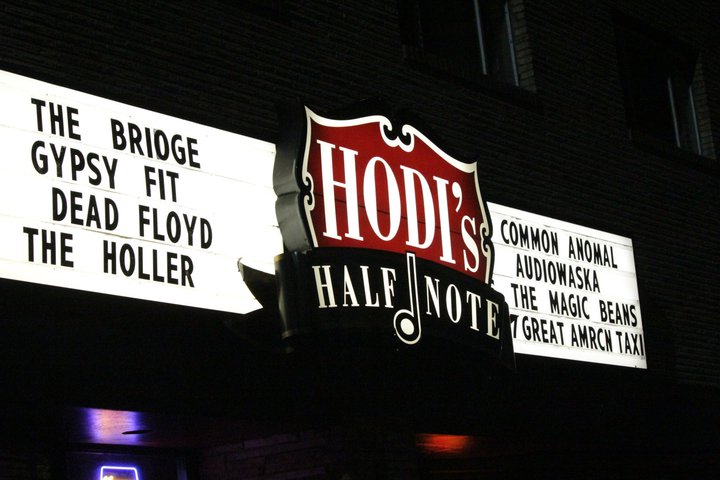 THE BRIDGE
GYPSY FIT
DEAD FLOYD
THE HOLLER
HODI's
HALF NOTE
COMMON ANOMAL
AUDIOWASKA
THE MAGIC BEANS
7 GREAT AMRCN TAXI